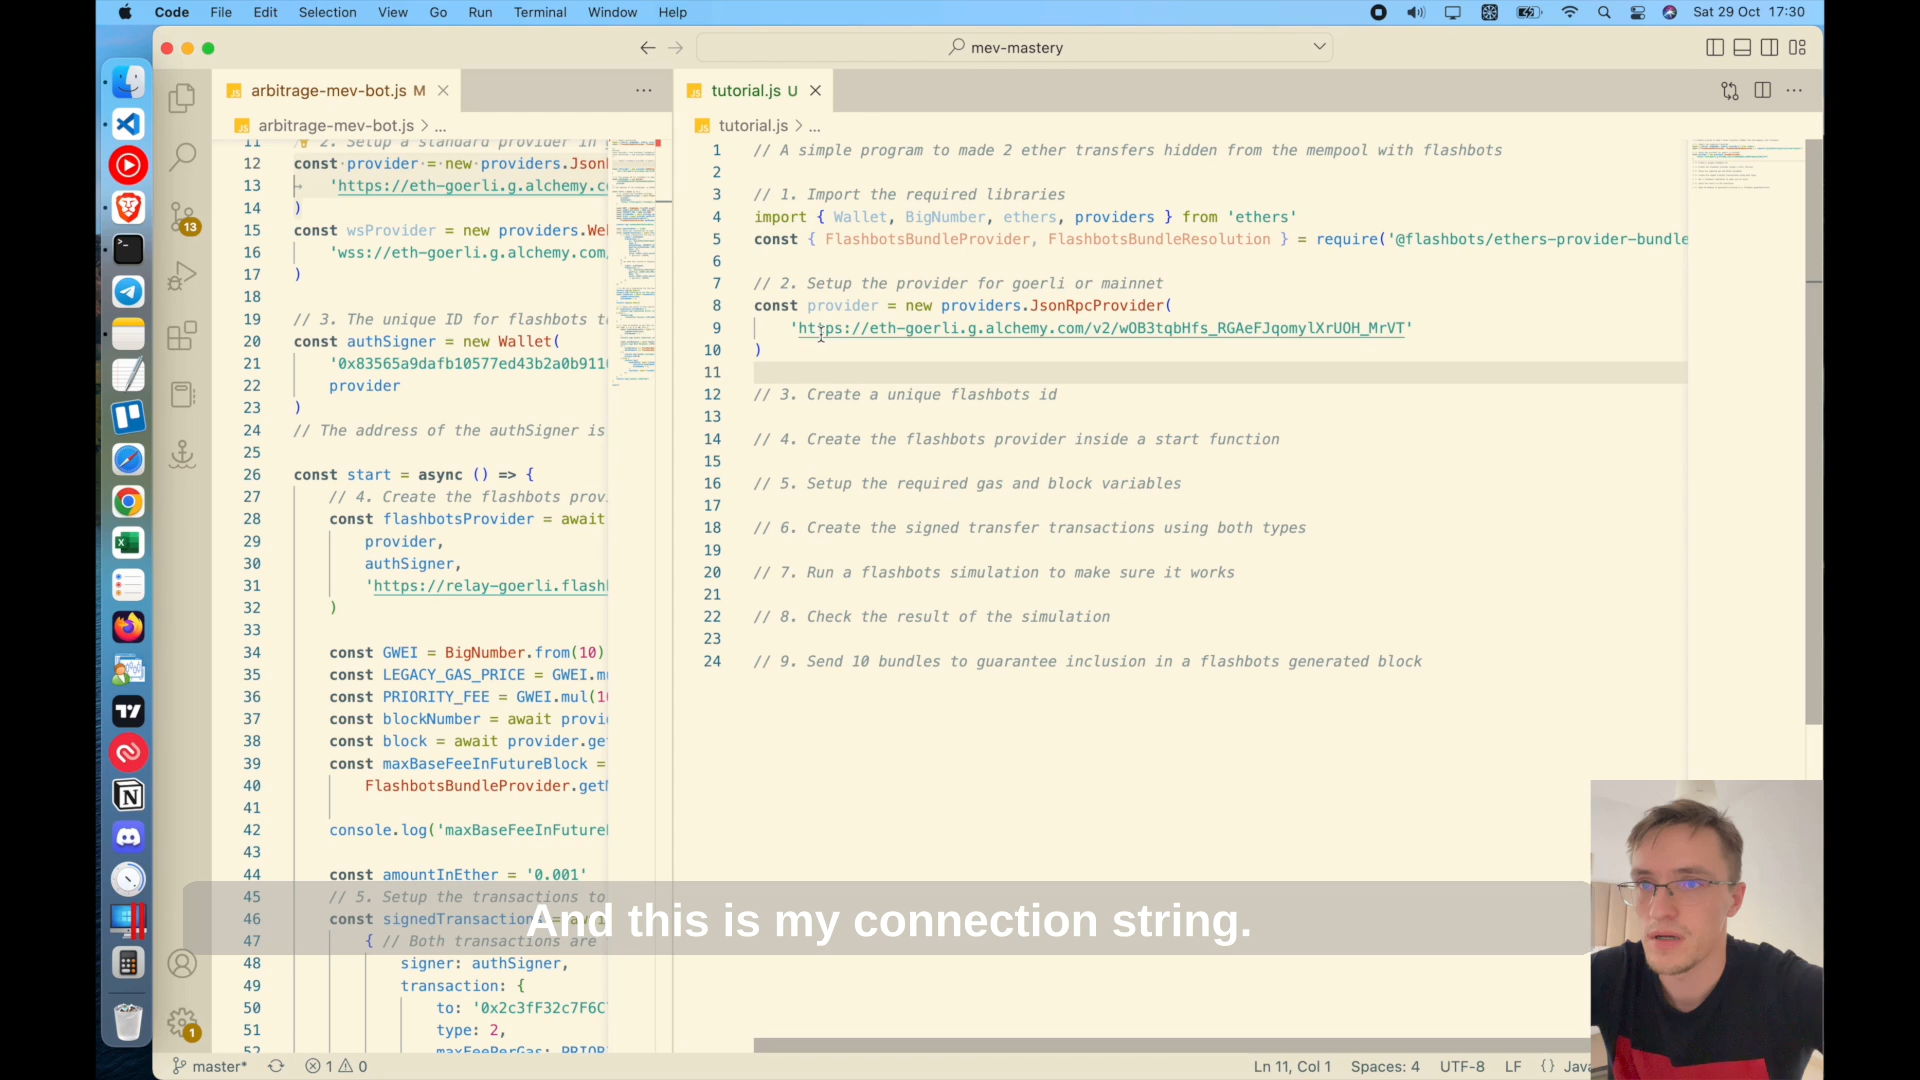 Code File Edit Selection View Go Run Terminal Window Help Sat 29 Oct 17:30
mev-mastery
arbitrage-mev-bot.js M
arbitrage-mev-bot.js > ...
11 // 2. Setup a standard provider in
12 const provider = new providers.Json
13 'https://eth-goerli.g.alchemy.co
14 )
15 const wsProvider = new providers.We
16 'wss://eth-goerli.g.alchemy.com
17 )
18
19 // 3. The unique ID for flashbots t
20 const authSigner = new Wallet(
21 '0x83565a9dafb10577ed43b2a0b911
22 provider
23 )
24 // The address of the authSigner is
25
26 const start = async () => {
27 // 4. Create the flashbots prov
28 const flashbotsProvider = await
29 provider,
30 authSigner,
31 'https://relay-goerli.flash
32 )
33
34 const GWEI = BigNumber.from(10)
35 const LEGACY_GAS_PRICE = GWEI.m
36 const PRIORITY_FEE = GWEI.mul(1
37 const blockNumber = await provi
38 const block = await provider.ge
39 const maxBaseFeeInFutureBlock =
40 FlashbotsBundleProvider.get
41
42 console.log('maxBaseFeeInFuture
43
44 const amountInEther = '0.001'
45 // 5. Setup the transactions to
46 const signedTransactions = awai
47 { // Both transactions are
48 signer: authSigner,
49 transaction: {
50 to: '0x2c3fF32c7F6C
51 type: 2,
52 maxFeePerGas: PRIOR
tutorial.js U
tutorial.js > ...
1 // A simple program to made 2 ether transfers hidden from the mempool with flashbots
2
3 // 1. Import the required libraries
4 import { Wallet, BigNumber, ethers, providers } from 'ethers'
5 const { FlashbotsBundleProvider, FlashbotsBundleResolution } = require('@flashbots/ethers-provider-bundle
6
7 // 2. Setup the provider for goerli or mainnet
8 const provider = new providers.JsonRpcProvider(
9 'https://eth-goerli.g.alchemy.com/v2/wOB3tqbHfs_RGAeFJqomylXrUOH_MrVT'
10 )
11
12 // 3. Create a unique flashbots id
13
14 // 4. Create the flashbots provider inside a start function
15
16 // 5. Setup the required gas and block variables
17
18 // 6. Create the signed transfer transactions using both types
19
20 // 7. Run a flashbots simulation to make sure it works
21
22 // 8. Check the result of the simulation
23
24 // 9. Send 10 bundles to guarantee inclusion in a flashbots generated block
13
1
And this is my connection string.
master* 1 0 Ln 11, Col 1 Spaces: 4 UTF-8 LF {} Java